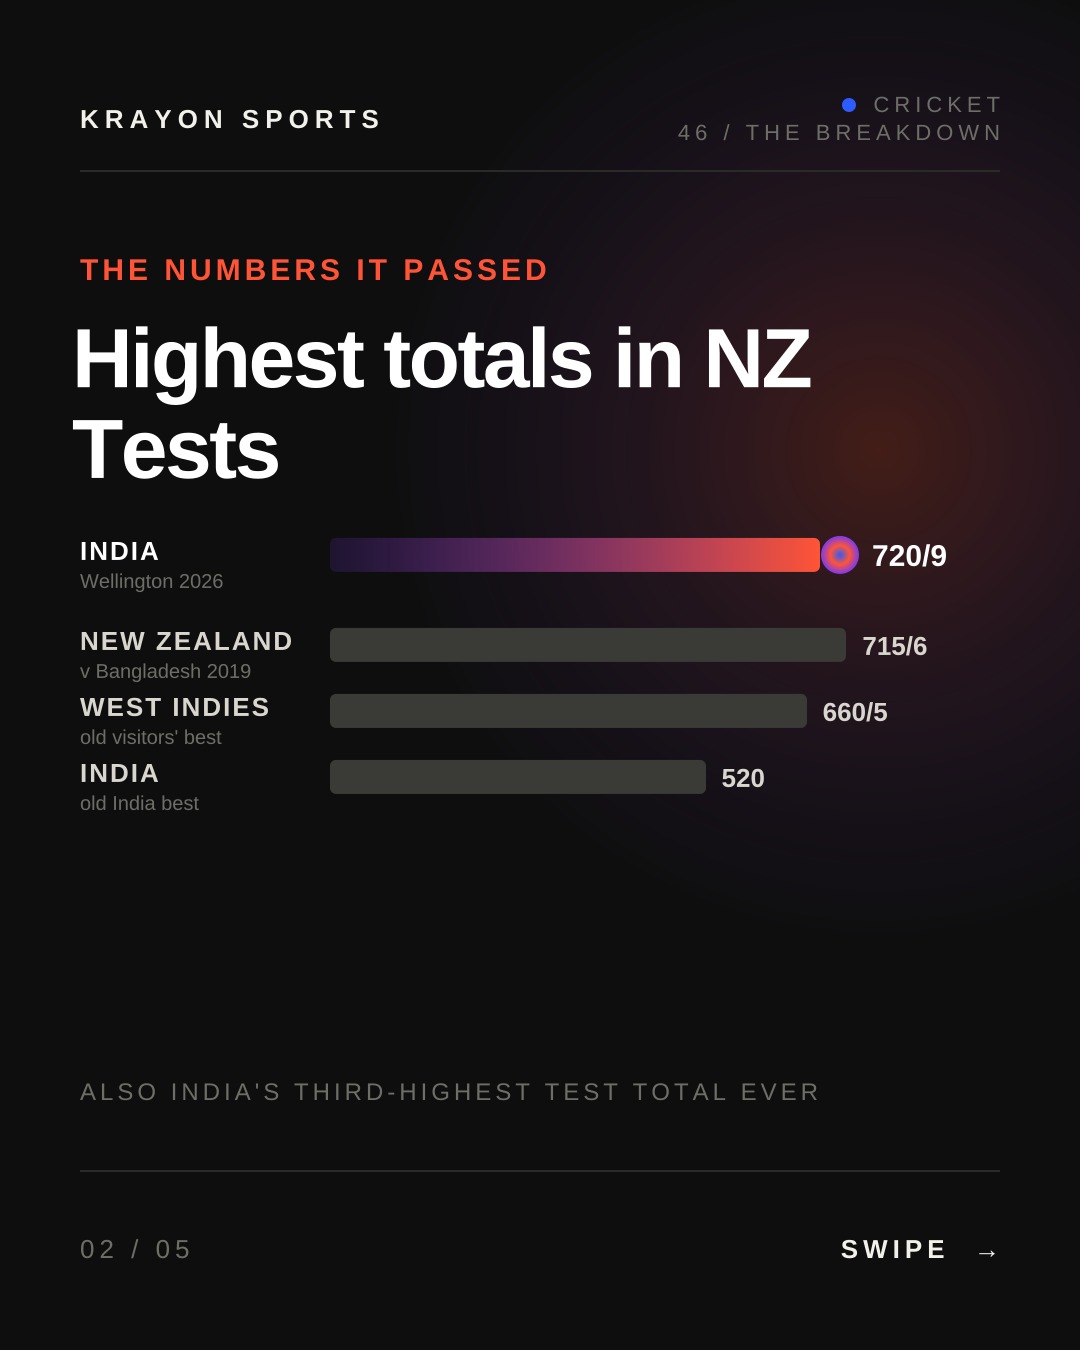 KRAYON SPORTS
CRICKET
46 / THE BREAKDOWN
THE NUMBERS IT PASSED
Highest totals in NZ
Tests
INDIA
720/9
Wellington 2026
NEW ZEALAND
715/6
v Bangladesh 2019
WEST INDIES
660/5
old visitors' best
INDIA
520
old India best
ALSO INDIA'S THIRD-HIGHEST TEST TOTAL EVER
02 / 05
SWIPE →